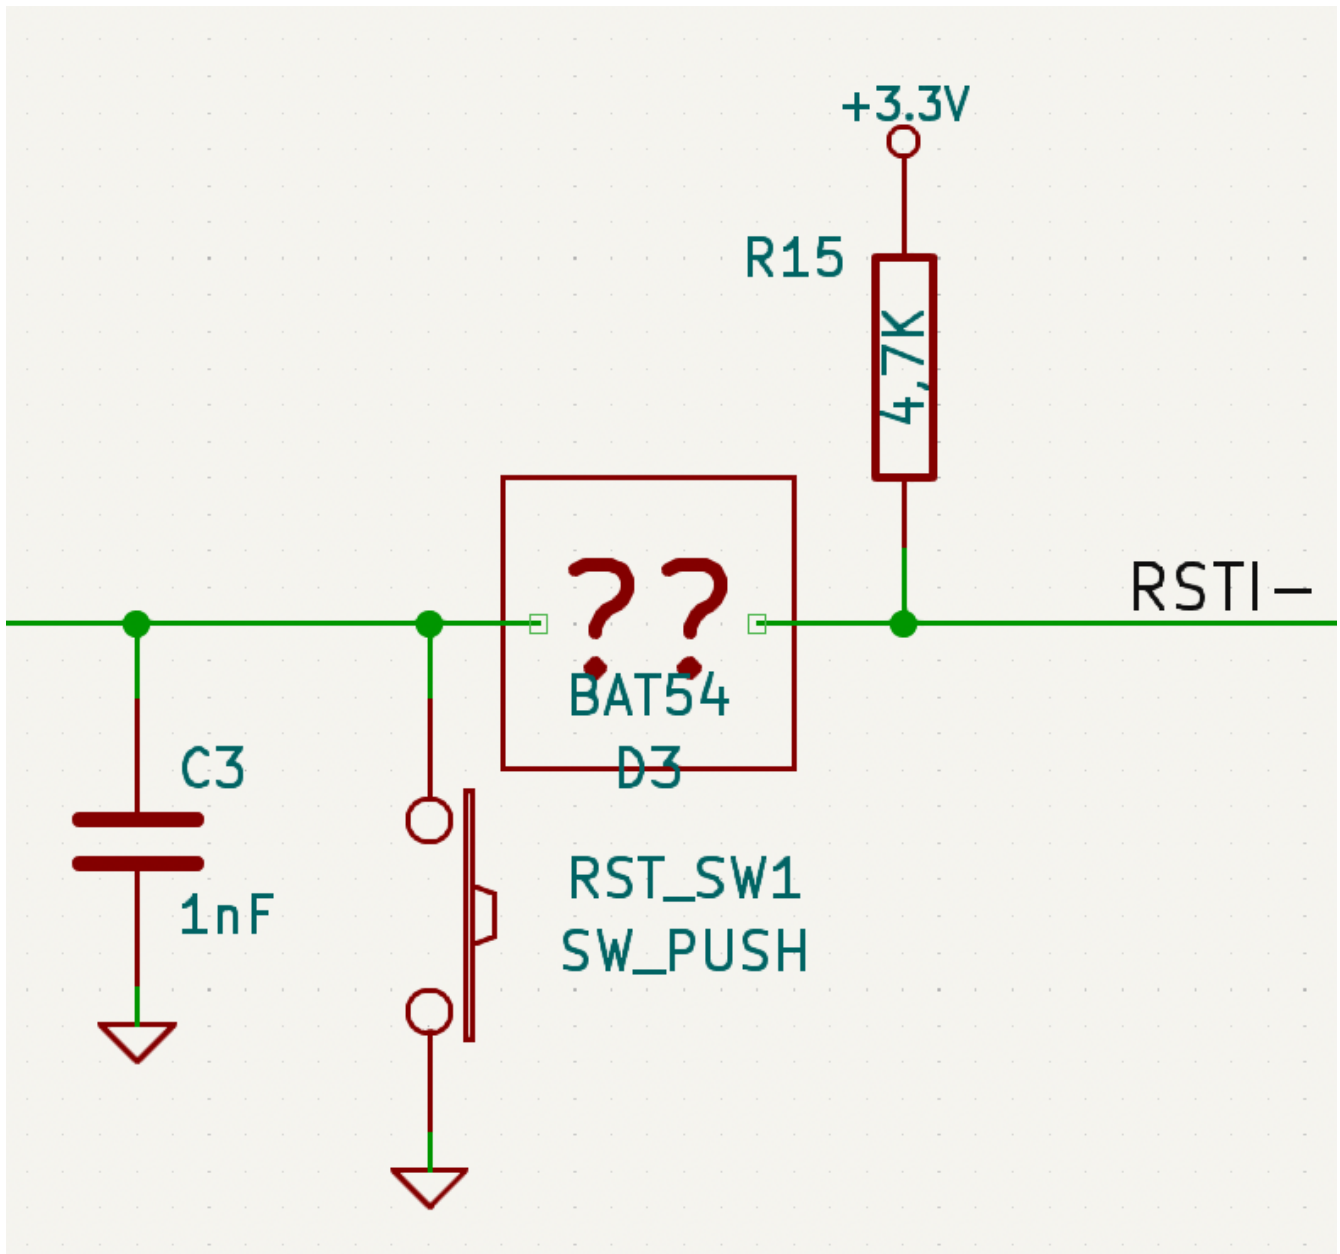 +3.3V
R15
4,7K
RSTI-
??
BAT54
D3
C3
1nF
RST_SW1
SW_PUSH